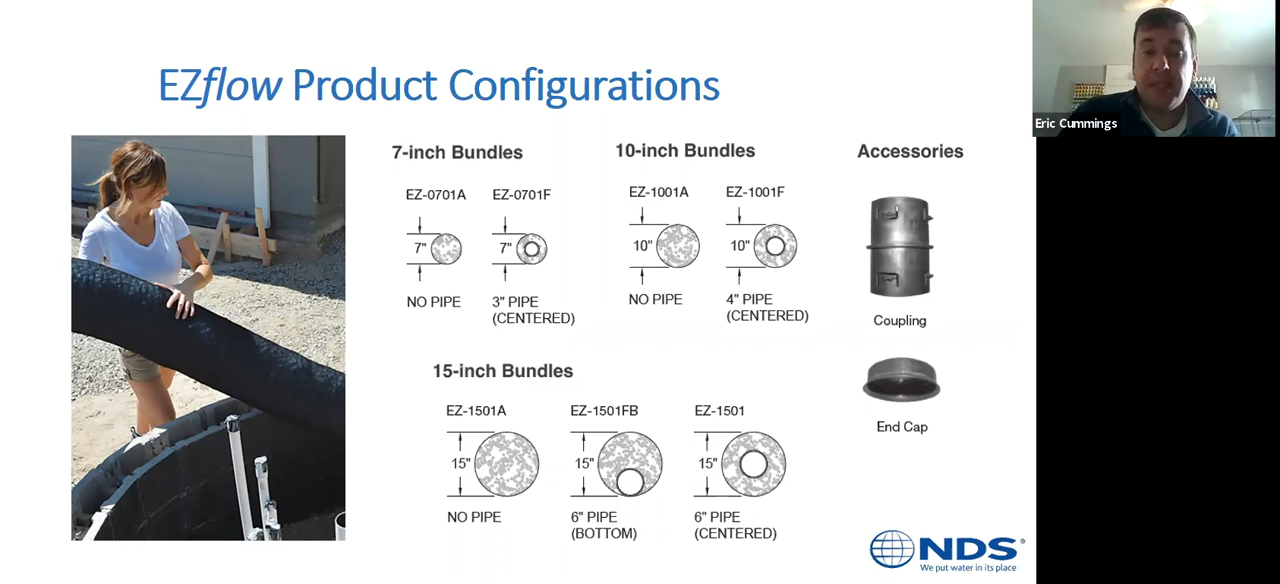 EZflow Product Configurations
Eric Cummings
7-inch Bundles
EZ-0701A
EZ-0701F
7"
7"
NO PIPE
3" PIPE
(CENTERED)
10-inch Bundles
EZ-1001A
EZ-1001F
10"
10"
NO PIPE
4" PIPE
(CENTERED)
Accessories
Coupling
End Cap
15-inch Bundles
EZ-1501A
EZ-1501FB
EZ-1501
15"
15"
15"
NO PIPE
6" PIPE
(BOTTOM)
6" PIPE
(CENTERED)
NDS®
We put water in its place